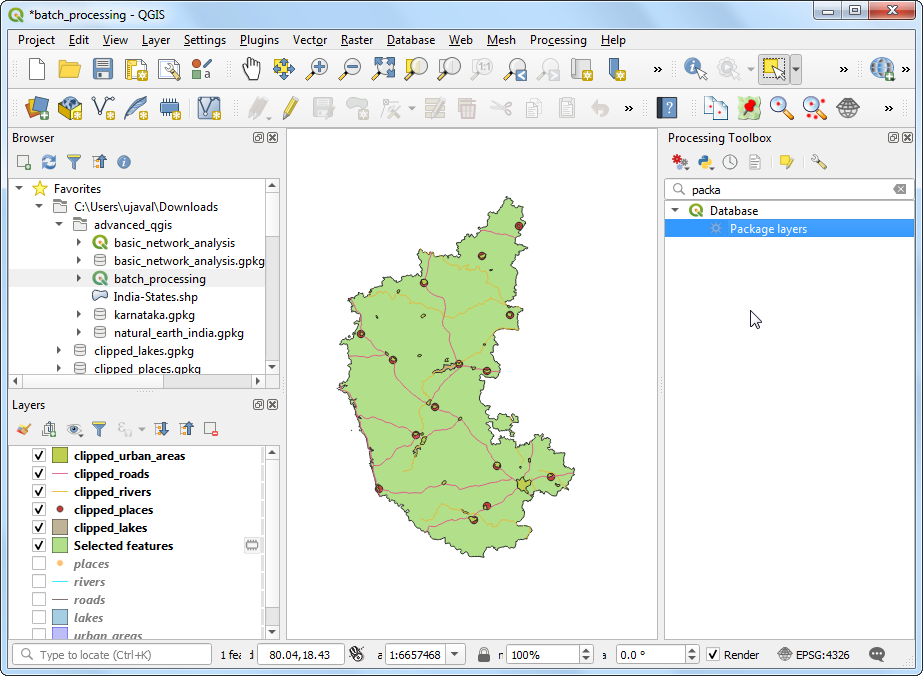 *batch_processing - QGIS
Project Edit View Layer Settings Plugins Vector Raster Database Web Mesh Processing Help
Browser
Favorites
C:\Users\ujaval\Downloads
advanced_qgis
basic_network_analysis
basic_network_analysis.gpkg
batch_processing
India-States.shp
karnataka.gpkg
natural_earth_india.gpkg
clipped_lakes.gpkg
clipped_places.gpkg
Layers
clipped_urban_areas
clipped_roads
clipped_rivers
clipped_places
clipped_lakes
Selected features
places
rivers
roads
lakes
urban_areas
Processing Toolbox
packa
Database
Package layers
Type to locate (Ctrl+K) 1 fea 80.04,18.43 1:6657468 100% 0.0 ° Render EPSG:4326